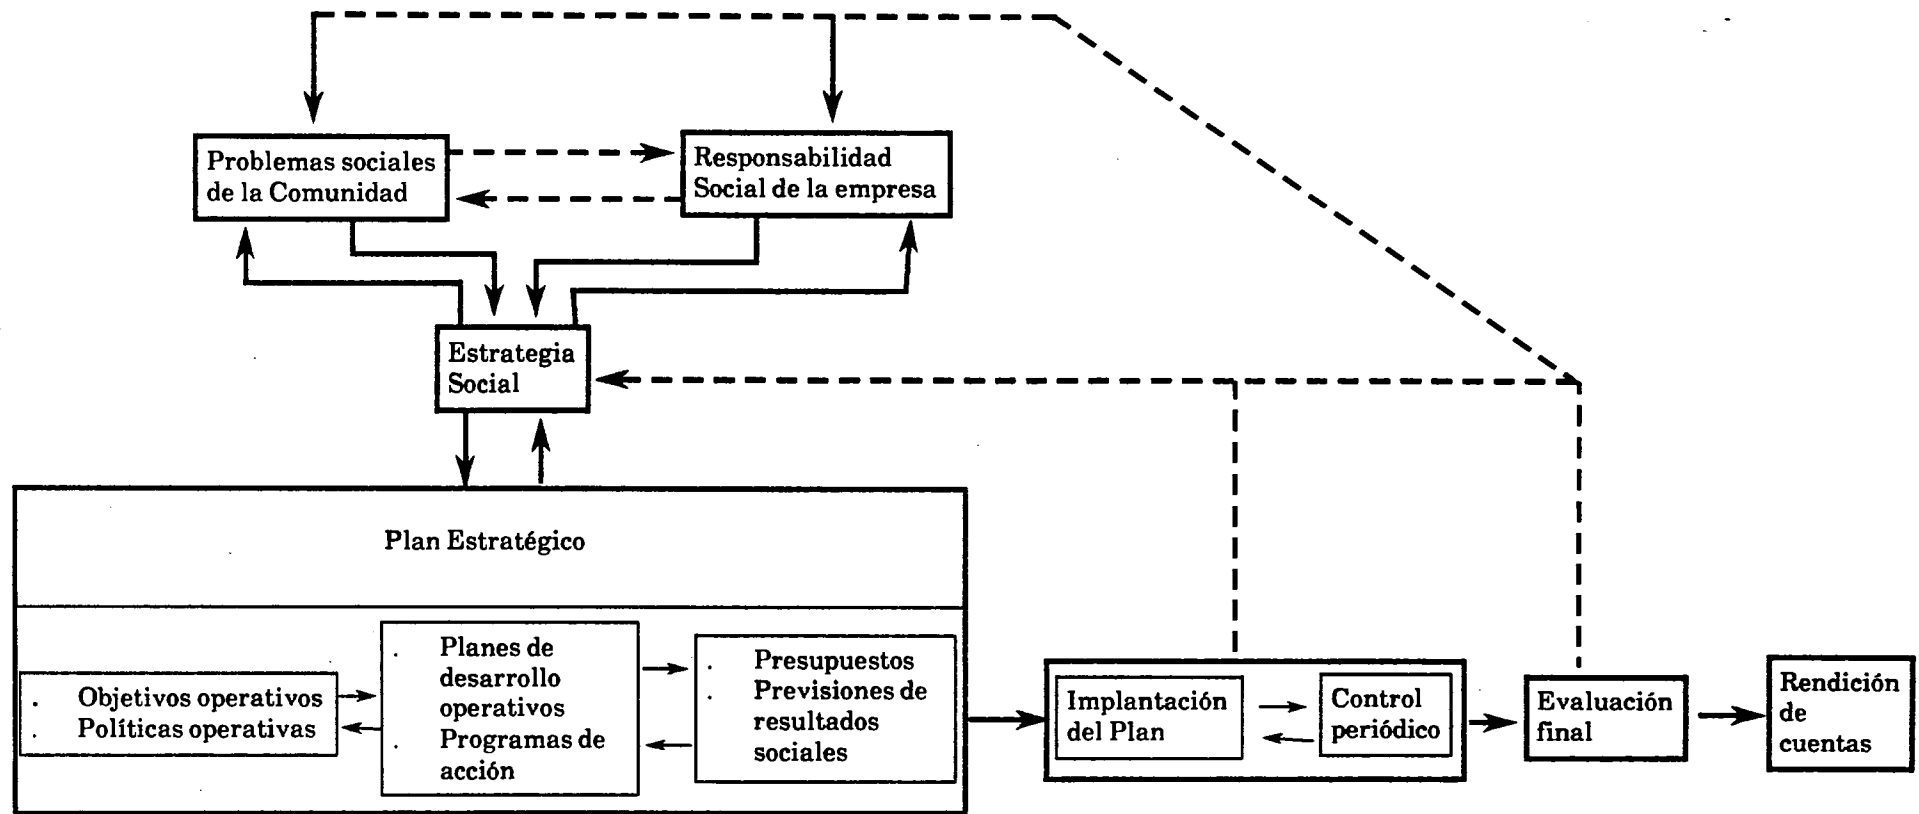 Problemas sociales
de la Comunidad
Responsabilidad
Social de la empresa
Estrategia
Social
Plan Estratégico
. Objetivos operativos
. Políticas operativas
. Planes de
desarrollo
operativos
. Programas de
acción
. Presupuestos
. Previsiones de
resultados
sociales
Implantación
del Plan
Control
periódico
Evaluación
final
Rendición
de
cuentas